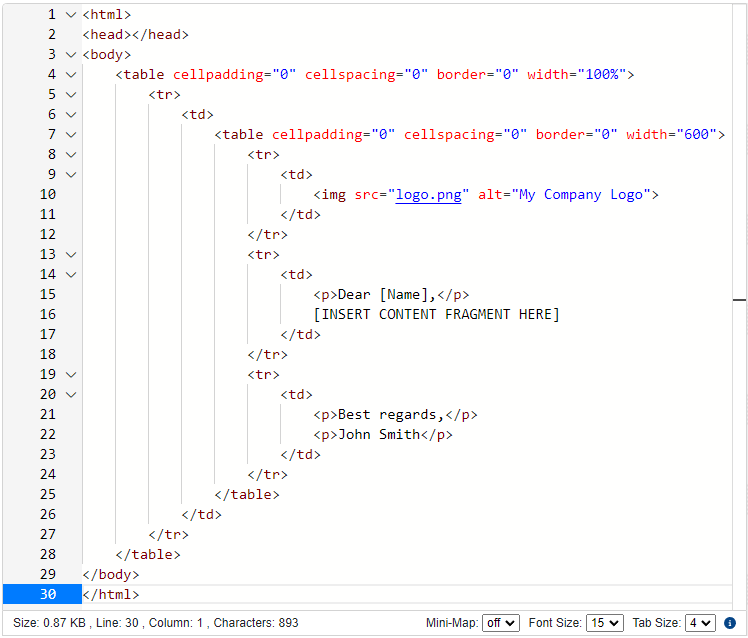 1 <html>
2 <head></head>
3 <body>
4 <table cellpadding="0" cellspacing="0" border="0" width="100%">
5 <tr>
6 <td>
7 <table cellpadding="0" cellspacing="0" border="0" width="600">
8 <tr>
9 <td>
10 <img src="logo.png" alt="My Company Logo">
11 </td>
12 </tr>
13 <tr>
14 <td>
15 <p>Dear [Name],</p>
16 [INSERT CONTENT FRAGMENT HERE]
17 </td>
18 </tr>
19 <tr>
20 <td>
21 <p>Best regards,</p>
22 <p>John Smith</p>
23 </td>
24 </tr>
25 </table>
26 </td>
27 </tr>
28 </table>
29 </body>
30 </html>
Size: 0.87 KB , Line: 30 , Column: 1 , Characters: 893 Mini-Map: off Font Size: 15 Tab Size: 4 i